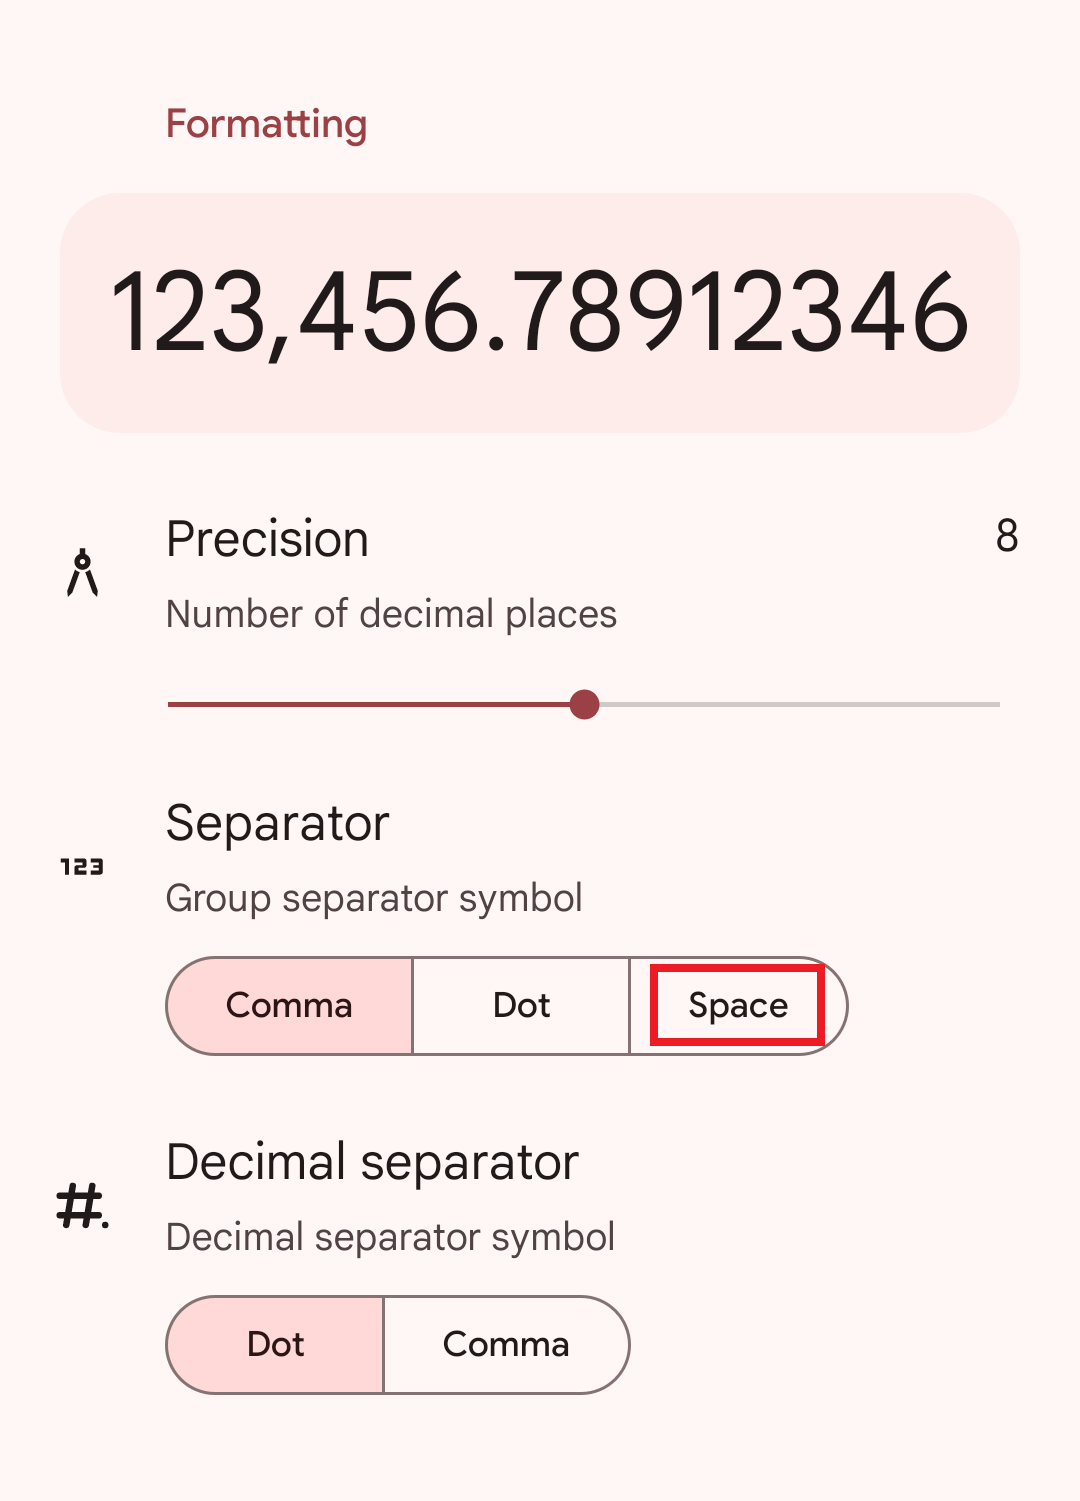 Formatting
123,456.78912346
Precision 8
Number of decimal places
Separator
123
Group separator symbol
Comma Dot Space
Decimal separator
#.
Decimal separator symbol
Dot Comma